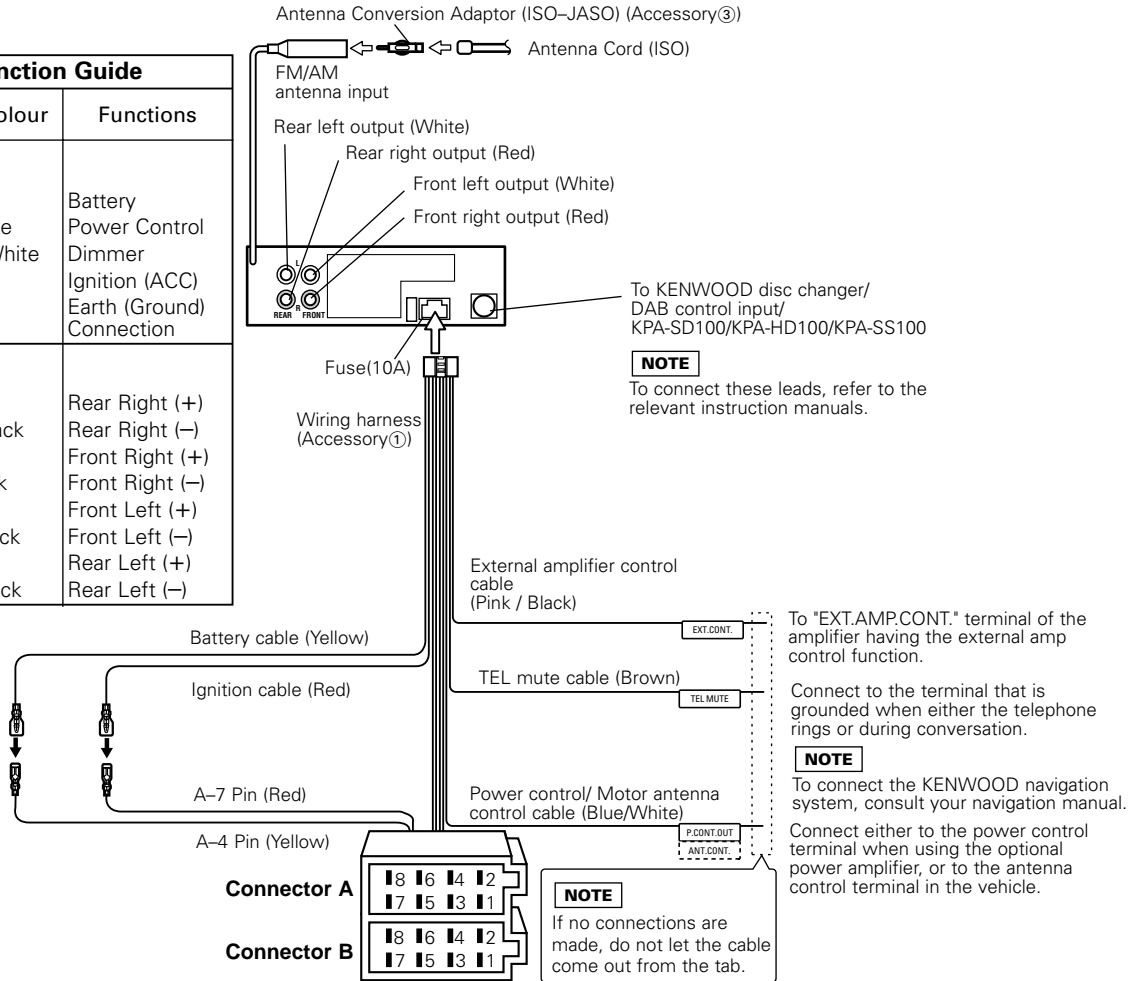 Antenna Conversion Adaptor (ISO–JASO) (Accessory③)
Antenna Cord (ISO)
FM/AM
antenna input
Rear left output (White)
Rear right output (Red)
Front left output (White)
Front right output (Red)
nction Guide
olour Functions
Battery
e Power Control
White Dimmer
Ignition (ACC)
Earth (Ground)
Connection
Rear Right (+)
ack Rear Right (–)
Front Right (+)
k Front Right (–)
Front Left (+)
ck Front Left (–)
Rear Left (+)
ck Rear Left (–)
L
R
REAR FRONT
To KENWOOD disc changer/
DAB control input/
KPA-SD100/KPA-HD100/KPA-SS100
NOTE
To connect these leads, refer to the
relevant instruction manuals.
Fuse(10A)
Wiring harness
(Accessory①)
External amplifier control
cable
(Pink / Black)
EXT.CONT.
To "EXT.AMP.CONT." terminal of the
amplifier having the external amp
control function.
Battery cable (Yellow)
Ignition cable (Red)
TEL mute cable (Brown)
TEL MUTE
Connect to the terminal that is
grounded when either the telephone
rings or during conversation.
NOTE
To connect the KENWOOD navigation
system, consult your navigation manual.
A–7 Pin (Red)
A–4 Pin (Yellow)
Power control/ Motor antenna
control cable (Blue/White)
P.CONT.OUT
ANT.CONT.
Connect either to the power control
terminal when using the optional
power amplifier, or to the antenna
control terminal in the vehicle.
Connector A
8 6 4 2
7 5 3 1
Connector B
8 6 4 2
7 5 3 1
NOTE
If no connections are
made, do not let the cable
come out from the tab.